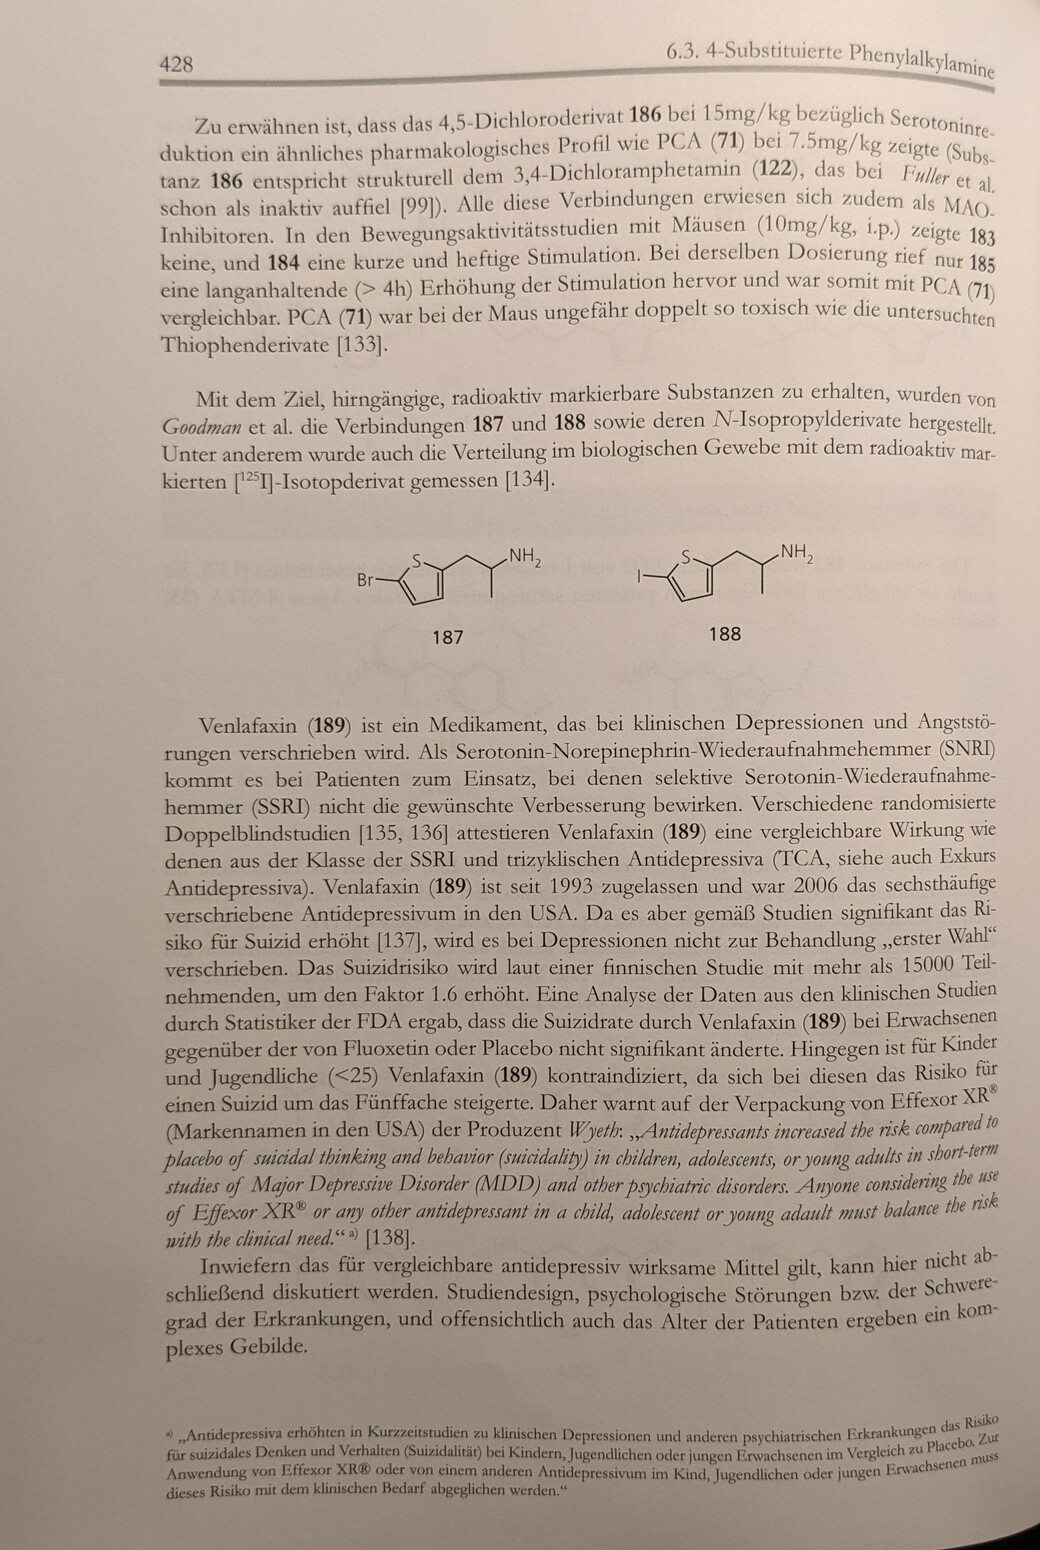 428
6.3. 4-Substituierte Phenylalkylamine
Zu erwähnen ist, dass das 4,5-Dichloroderivat 186 bei 15mg/kg bezüglich Serotoninre-
duktion ein ähnliches pharmakologisches Profil wie PCA (71) bei 7.5mg/kg zeigte (Subs-
tanz 186 entspricht strukturell dem 3,4-Dichloramphetamin (122), das bei Fuller et al.
schon als inaktiv auffiel [99]). Alle diese Verbindungen erwiesen sich zudem als MAO-
Inhibitoren. In den Bewegungsaktivitätsstudien mit Mäusen (10mg/kg, i.p.) zeigte 183
keine, und 184 eine kurze und heftige Stimulation. Bei derselben Dosierung rief nur 185
eine langanhaltende (> 4h) Erhöhung der Stimulation hervor und war somit mit PCA (71)
vergleichbar. PCA (71) war bei der Maus ungefähr doppelt so toxisch wie die untersuchten
Thiophenderivate [133].
Mit dem Ziel, hirngängige, radioaktiv markierbare Substanzen zu erhalten, wurden von
Goodman et al. die Verbindungen 187 und 188 sowie deren N-Isopropylderivate hergestellt.
Unter anderem wurde auch die Verteilung im biologischen Gewebe mit dem radioaktiv mar-
kierten [¹²⁵I]-Isotopderivat gemessen [134].
Br S NH₂ I S NH₂
187 188
Venlafaxin (189) ist ein Medikament, das bei klinischen Depressionen und Angststö-
rungen verschrieben wird. Als Serotonin-Norepinephrin-Wiederaufnahmehemmer (SNRI)
kommt es bei Patienten zum Einsatz, bei denen selektive Serotonin-Wiederaufnahme-
hemmer (SSRI) nicht die gewünschte Verbesserung bewirken. Verschiedene randomisierte
Doppelblindstudien [135, 136] attestieren Venlafaxin (189) eine vergleichbare Wirkung wie
denen aus der Klasse der SSRI und trizyklischen Antidepressiva (TCA, siehe auch Exkurs
Antidepressiva). Venlafaxin (189) ist seit 1993 zugelassen und war 2006 das sechsthäufige
verschriebene Antidepressivum in den USA. Da es aber gemäß Studien signifikant das Ri-
siko für Suizid erhöht [137], wird es bei Depressionen nicht zur Behandlung „erster Wahl“
verschrieben. Das Suizidrisiko wird laut einer finnischen Studie mit mehr als 15000 Teil-
nehmenden, um den Faktor 1.6 erhöht. Eine Analyse der Daten aus den klinischen Studien
durch Statistiker der FDA ergab, dass die Suizidrate durch Venlafaxin (189) bei Erwachsenen
gegenüber der von Fluoxetin oder Placebo nicht signifikant änderte. Hingegen ist für Kinder
und Jugendliche (<25) Venlafaxin (189) kontraindiziert, da sich bei diesen das Risiko für
einen Suizid um das Fünffache steigerte. Daher warnt auf der Verpackung von Effexor XR®
(Markennamen in den USA) der Produzent Wyeth: „Antidepressants increased the risk compared to
placebo of suicidal thinking and behavior (suicidality) in children, adolescents, or young adults in short-term
studies of Major Depressive Disorder (MDD) and other psychiatric disorders. Anyone considering the use
of Effexor XR® or any other antidepressant in a child, adolescent or young adault must balance the risk
with the clinical need.“ ᵃ⁾ [138].
Inwiefern das für vergleichbare antidepressiv wirksame Mittel gilt, kann hier nicht ab-
schließend diskutiert werden. Studiendesign, psychologische Störungen bzw. der Schwere-
grad der Erkrankungen, und offensichtlich auch das Alter der Patienten ergeben ein kom-
plexes Gebilde.
ᵃ⁾ „Antidepressiva erhöhten in Kurzzeitstudien zu klinischen Depressionen und anderen psychiatrischen Erkrankungen das Risiko
für suizidales Denken und Verhalten (Suizidalität) bei Kindern, Jugendlichen oder jungen Erwachsenen im Vergleich zu Placebo. Zur
Anwendung von Effexor XR® oder von einem anderen Antidepressivum im Kind, Jugendlichen oder jungen Erwachsenen muss
dieses Risiko mit dem klinischen Bedarf abgeglichen werden.“